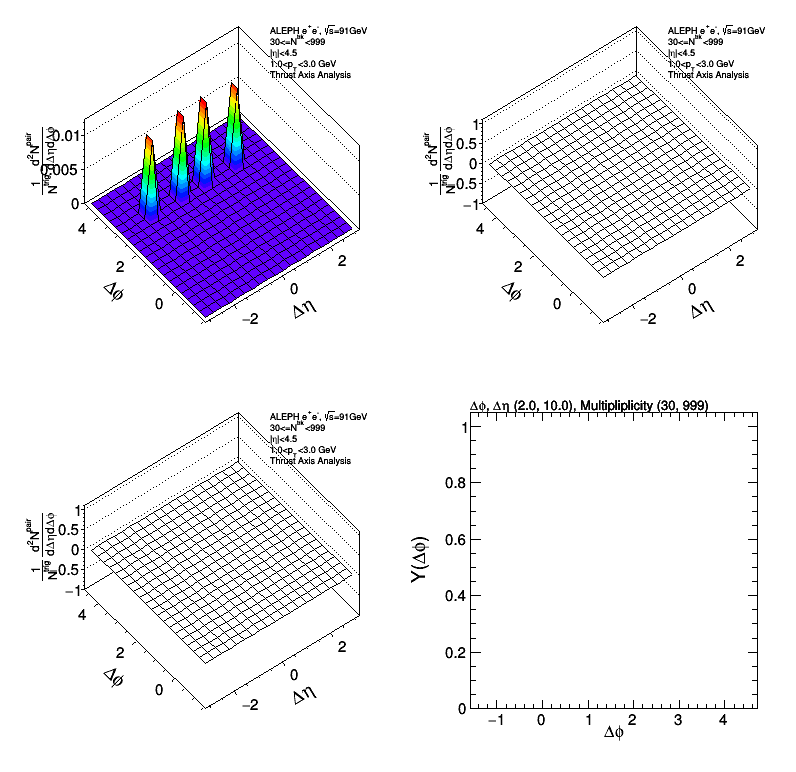 ALEPH e⁺e⁻, √s=91GeV
30<=N^trk<999
|η|<4.5
1.0<p_T<3.0 GeV
Thrust Axis Analysis
1/N^trig d²N^pair/dΔηdΔφ
0.01
0.005
0
4
2
0
Δφ
−2
0
2
Δη
ALEPH e⁺e⁻, √s=91GeV
30<=N^trk<999
|η|<4.5
1.0<p_T<3.0 GeV
Thrust Axis Analysis
1/N^trig d²N^pair/dΔηdΔφ
1
0.5
0
−0.5
−1
4
2
0
Δφ
−2
0
2
Δη
ALEPH e⁺e⁻, √s=91GeV
30<=N^trk<999
|η|<4.5
1.0<p_T<3.0 GeV
Thrust Axis Analysis
1/N^trig d²N^pair/dΔηdΔφ
1
0.5
0
−0.5
−1
4
2
0
Δφ
−2
0
2
Δη
Δφ, Δη (2.0, 10.0), Multipliplicity (30, 999)
Y(Δφ)
1
0.8
0.6
0.4
0.2
0
−1 0 1 2 3 4
Δφ